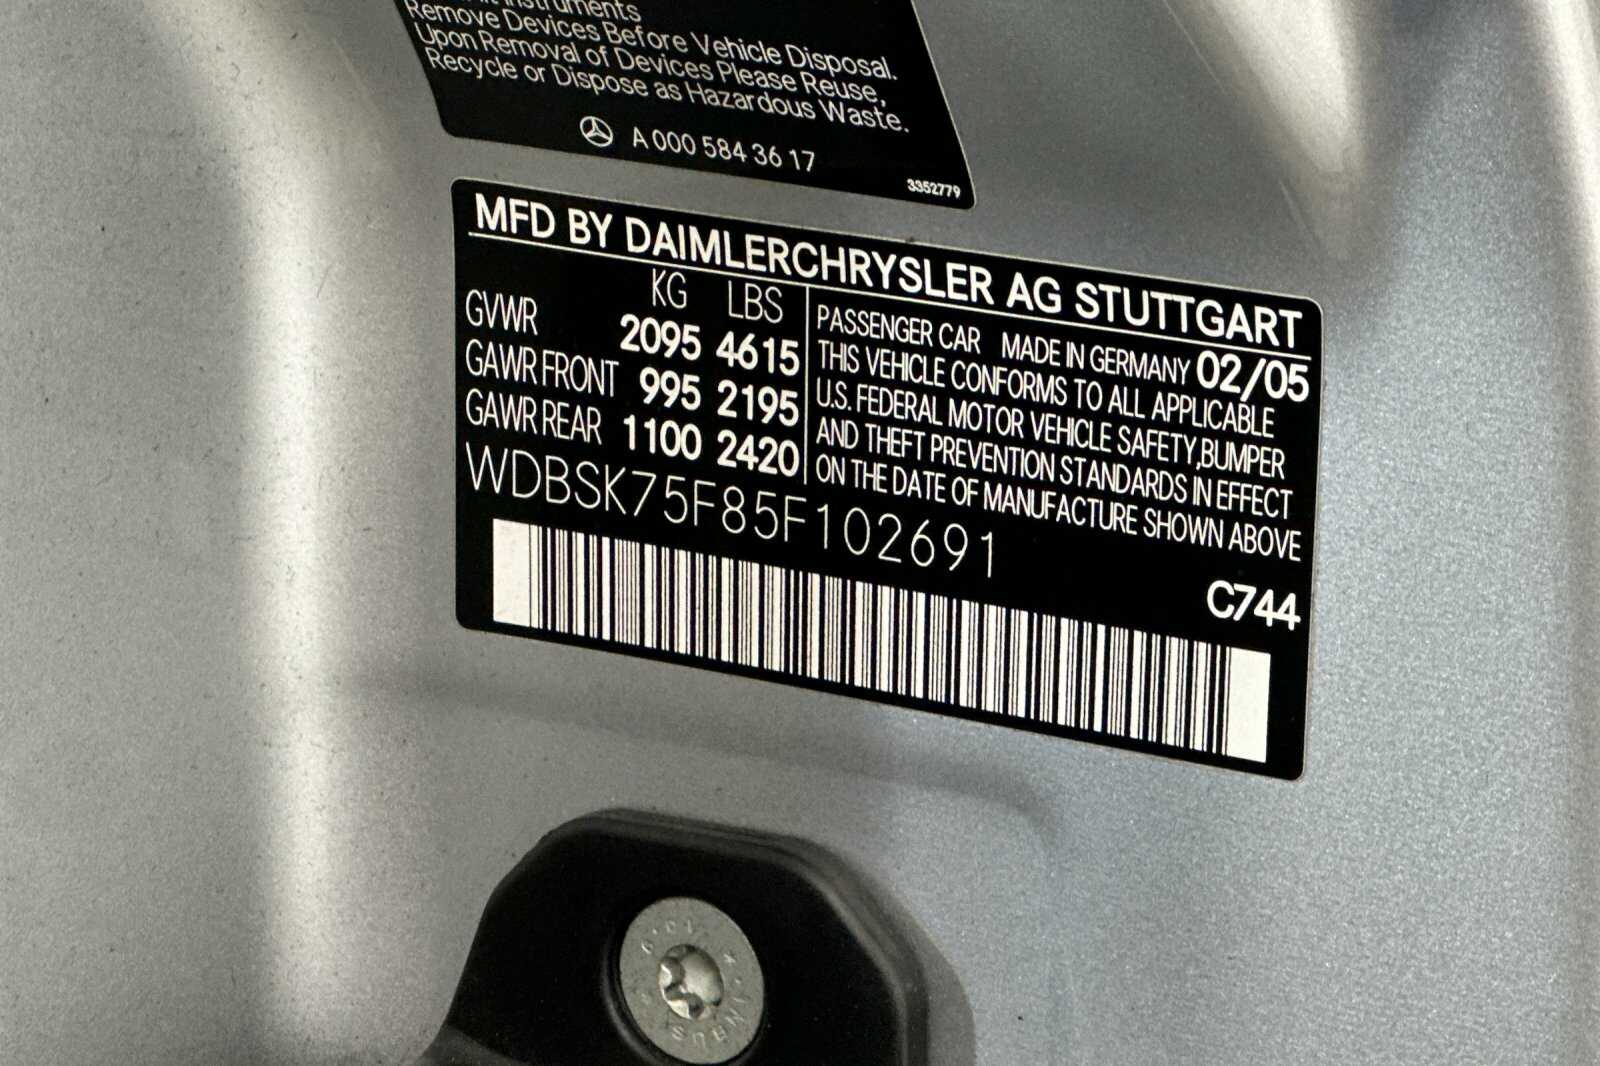 Instruments
Remove Devices Before Vehicle Disposal.
Upon Removal of Devices Please Reuse,
Recycle or Dispose as Hazardous Waste.
A 000 584 36 17
3352779
MFD BY DAIMLERCHRYSLER AG STUTTGART
KG LBS
GVWR 2095 4615
GAWR FRONT 995 2195
GAWR REAR 1100 2420
PASSENGER CAR MADE IN GERMANY 02/05
THIS VEHICLE CONFORMS TO ALL APPLICABLE
U.S. FEDERAL MOTOR VEHICLE SAFETY,BUMPER
AND THEFT PREVENTION STANDARDS IN EFFECT
ON THE DATE OF MANUFACTURE SHOWN ABOVE
WDBSK75F85F102691
C744